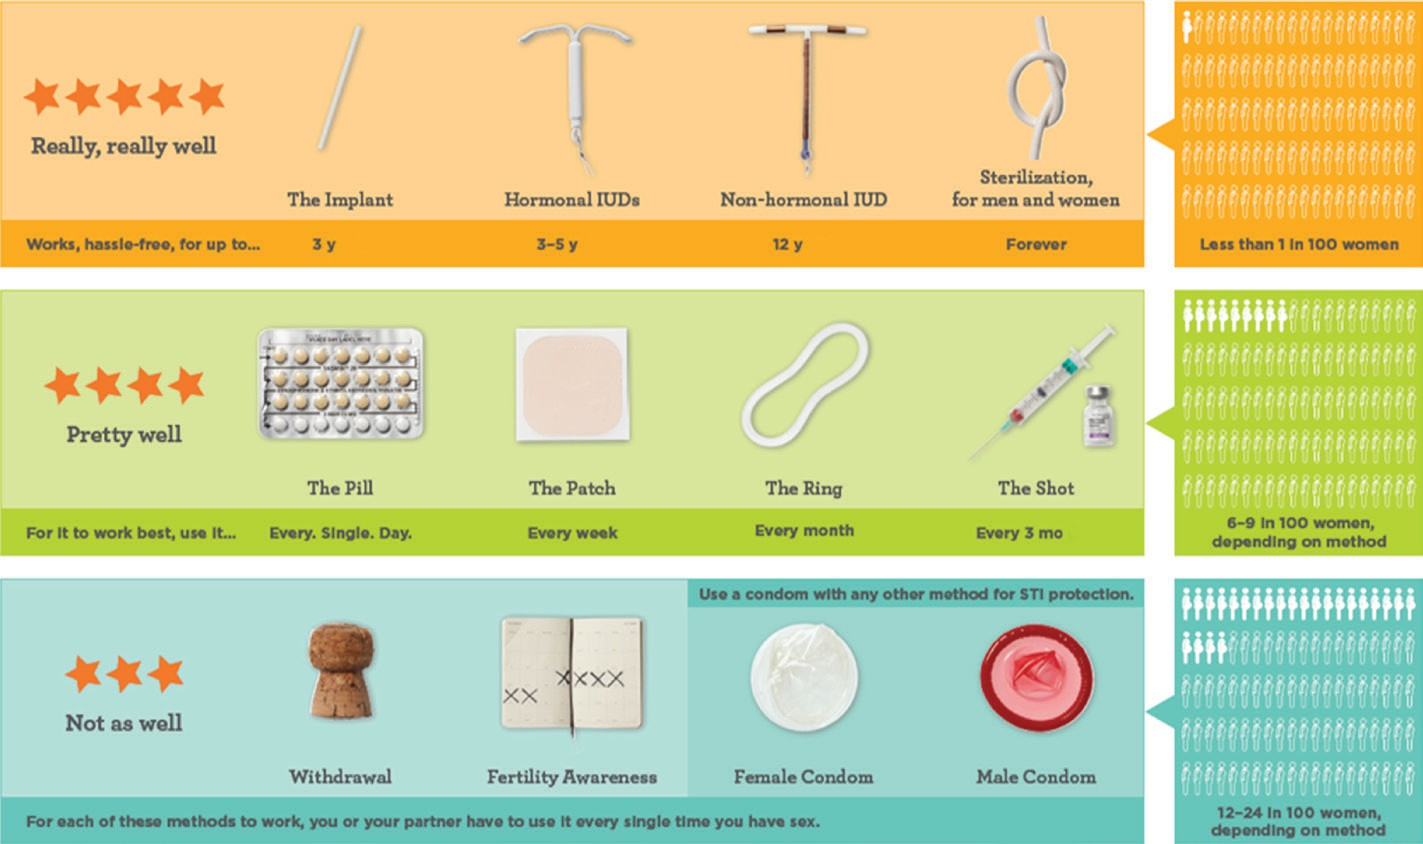 Really, really well
The Implant
Hormonal IUDs
Non-hormonal IUD
Sterilization,
for men and women
Works, hassle-free, for up to...
3 y
3–5 y
12 y
Forever
Less than 1 in 100 women
Pretty well
The Pill
The Patch
The Ring
The Shot
For it to work best, use it...
Every. Single. Day.
Every week
Every month
Every 3 mo
6–9 in 100 women,
depending on method
Use a condom with any other method for STI protection.
Not as well
Withdrawal
Fertility Awareness
Female Condom
Male Condom
For each of these methods to work, you or your partner have to use it every single time you have sex.
12–24 in 100 women,
depending on method